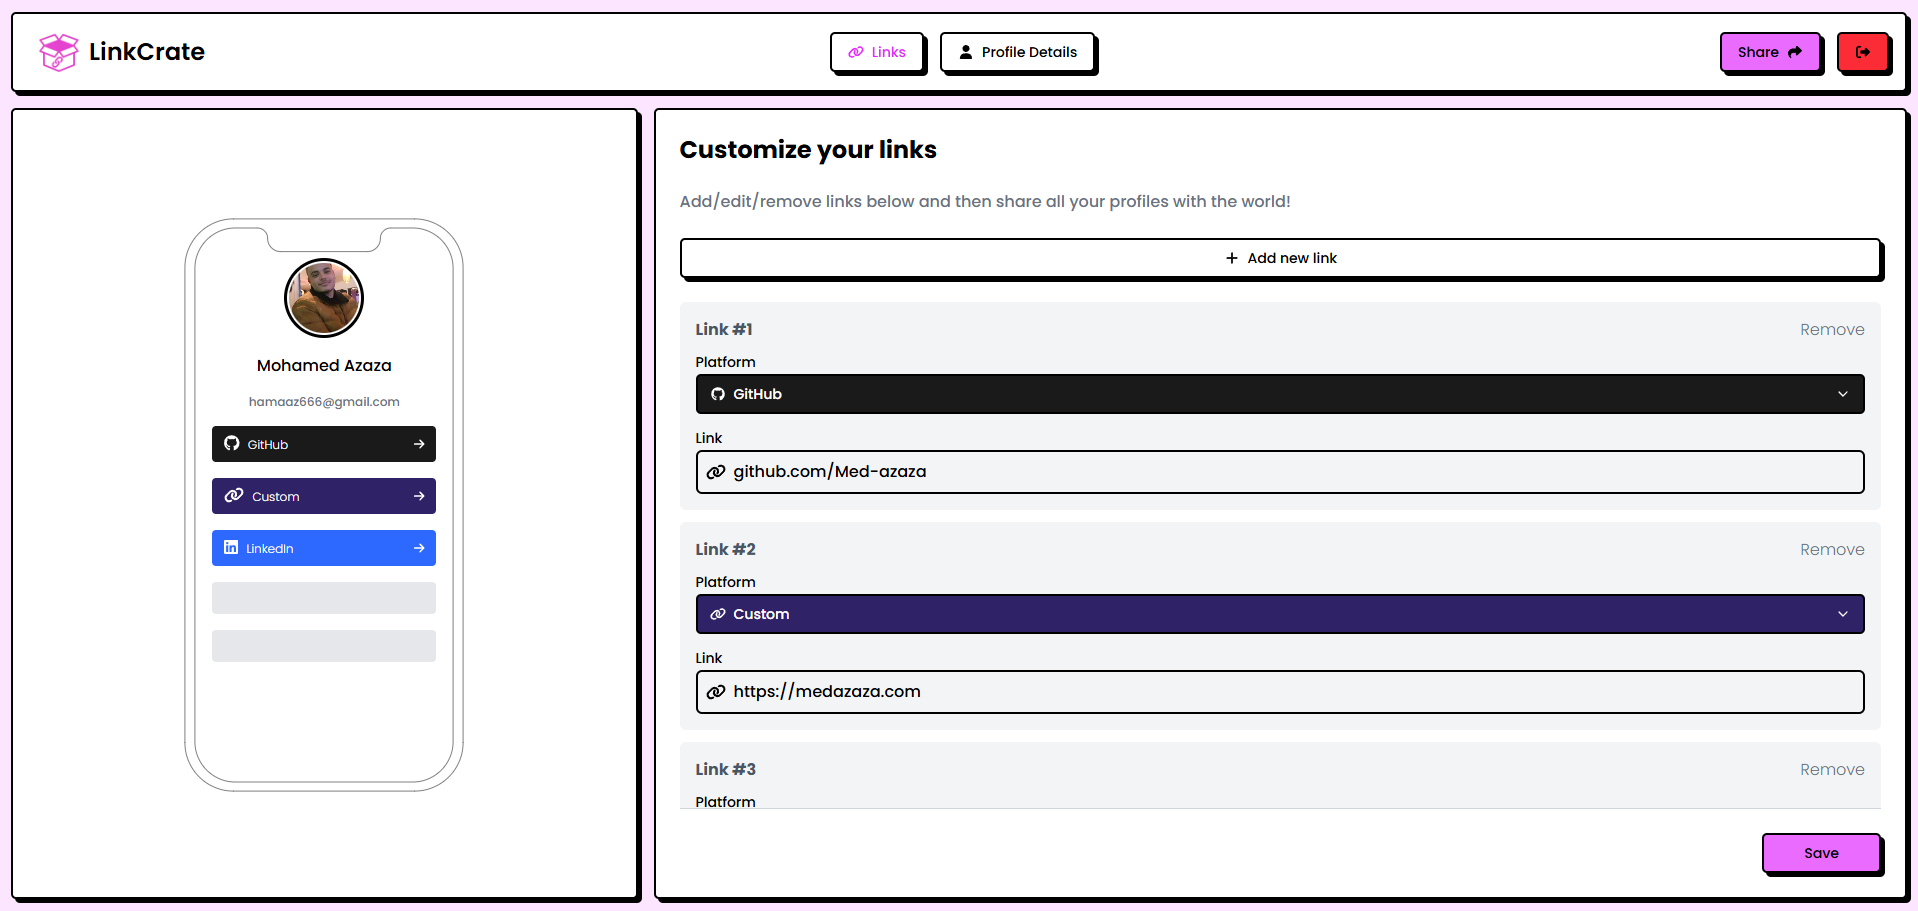 LinkCrate
Links
Profile Details
Share
Mohamed Azaza
hamaaz666@gmail.com
GitHub
Custom
LinkedIn
Customize your links
Add/edit/remove links below and then share all your profiles with the world!
Add new link
Link #1
Remove
Platform
GitHub
Link
github.com/Med-azaza
Link #2
Remove
Platform
Custom
Link
https://medazaza.com
Link #3
Remove
Platform
Save